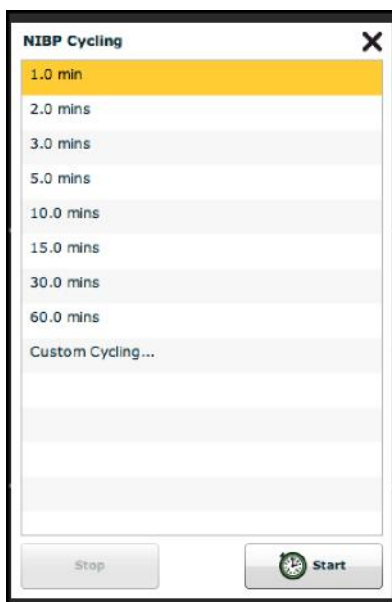 NIBP Cycling
1.0 min
2.0 mins
3.0 mins
5.0 mins
10.0 mins
15.0 mins
30.0 mins
60.0 mins
Custom Cycling...
Stop
Start